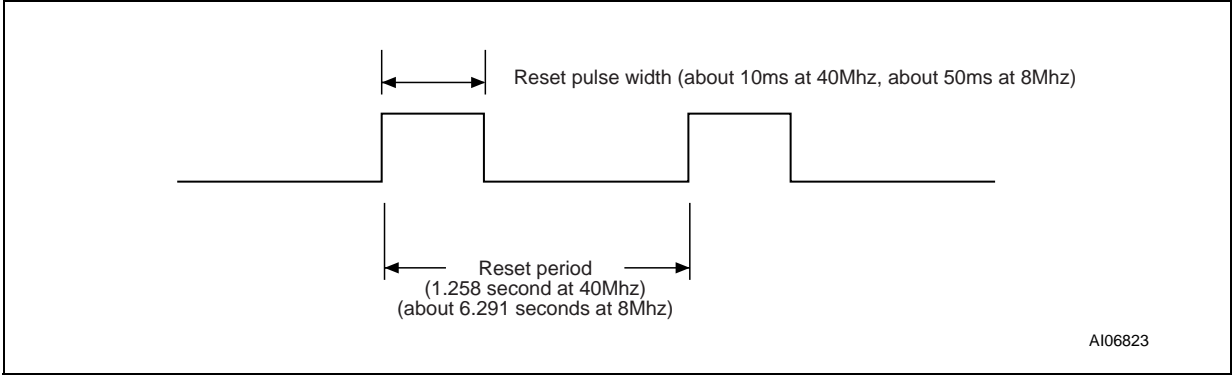 Reset pulse width (about 10ms at 40Mhz, about 50ms at 8Mhz)
Reset period
(1.258 second at 40Mhz)
(about 6.291 seconds at 8Mhz)
AI06823